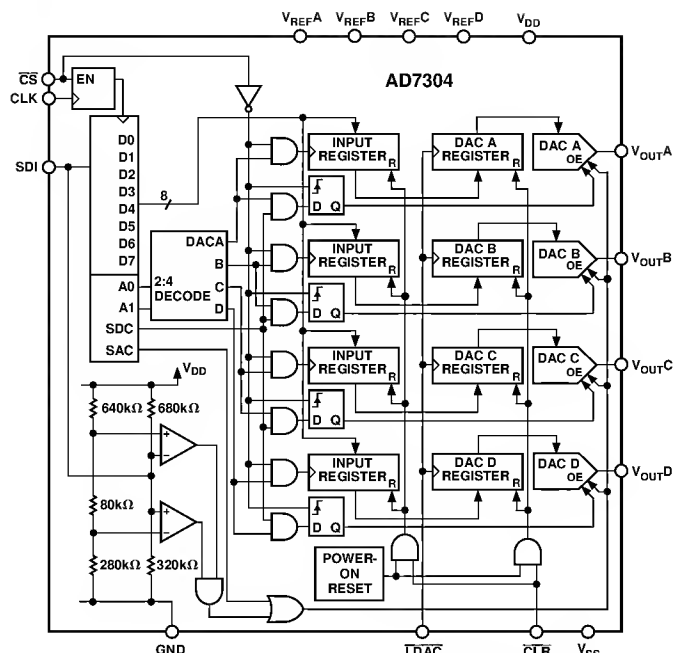 VREFA VREFB VREFC VREFD VDD
AD7304
CS
EN
CLK
SDI
D0
D1
D2
D3
D4
D5
D6
D7
A0
A1
SDC
SAC
8
DACA
B
C
D
2:4
DECODE
INPUT
REGISTER
R
DAC A
REGISTER
R
DAC A
OE
VOUTA
D Q
INPUT
REGISTER
R
DAC B
REGISTER
R
DAC B
OE
VOUTB
D Q
INPUT
REGISTER
R
DAC C
REGISTER
R
DAC C
OE
VOUTC
D Q
INPUT
REGISTER
R
DAC D
REGISTER
R
DAC D
OE
VOUTD
D Q
VDD
640kΩ
680kΩ
+
−
80kΩ
+
−
280kΩ
320kΩ
POWER-
ON
RESET
GND
LDAC
CLR
VSS